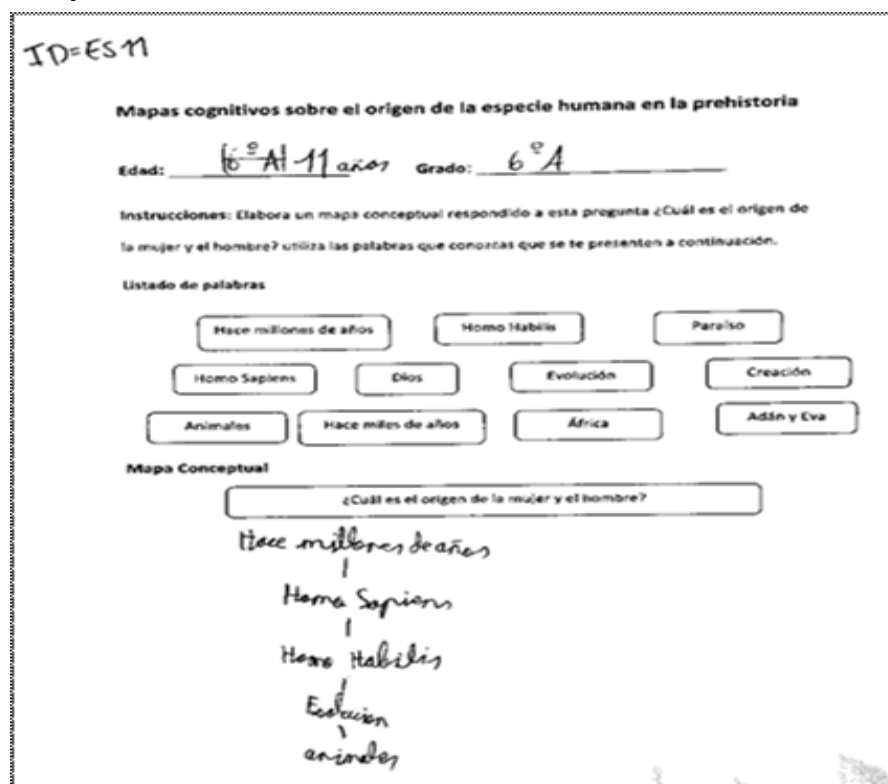 ID=ES11
Mapas cognitivos sobre el origen de la especie humana en la prehistoria
Edad: 6º A 11 años Grado: 6º A
Instrucciones: Elabora un mapa conceptual respondido a esta pregunta ¿Cuál es el origen de
la mujer y el hombre? utiliza las palabras que conozcas que se te presenten a continuación.
Listado de palabras
Hace millones de años Homo Habilis Paraíso
Homo Sapiens Dios Evolución Creación
Animales Hace miles de años África Adán y Eva
Mapa Conceptual
¿Cuál es el origen de la mujer y el hombre?
Hace millones de años
Homo Sapiens
Homo Habilis
Evolucion
animales